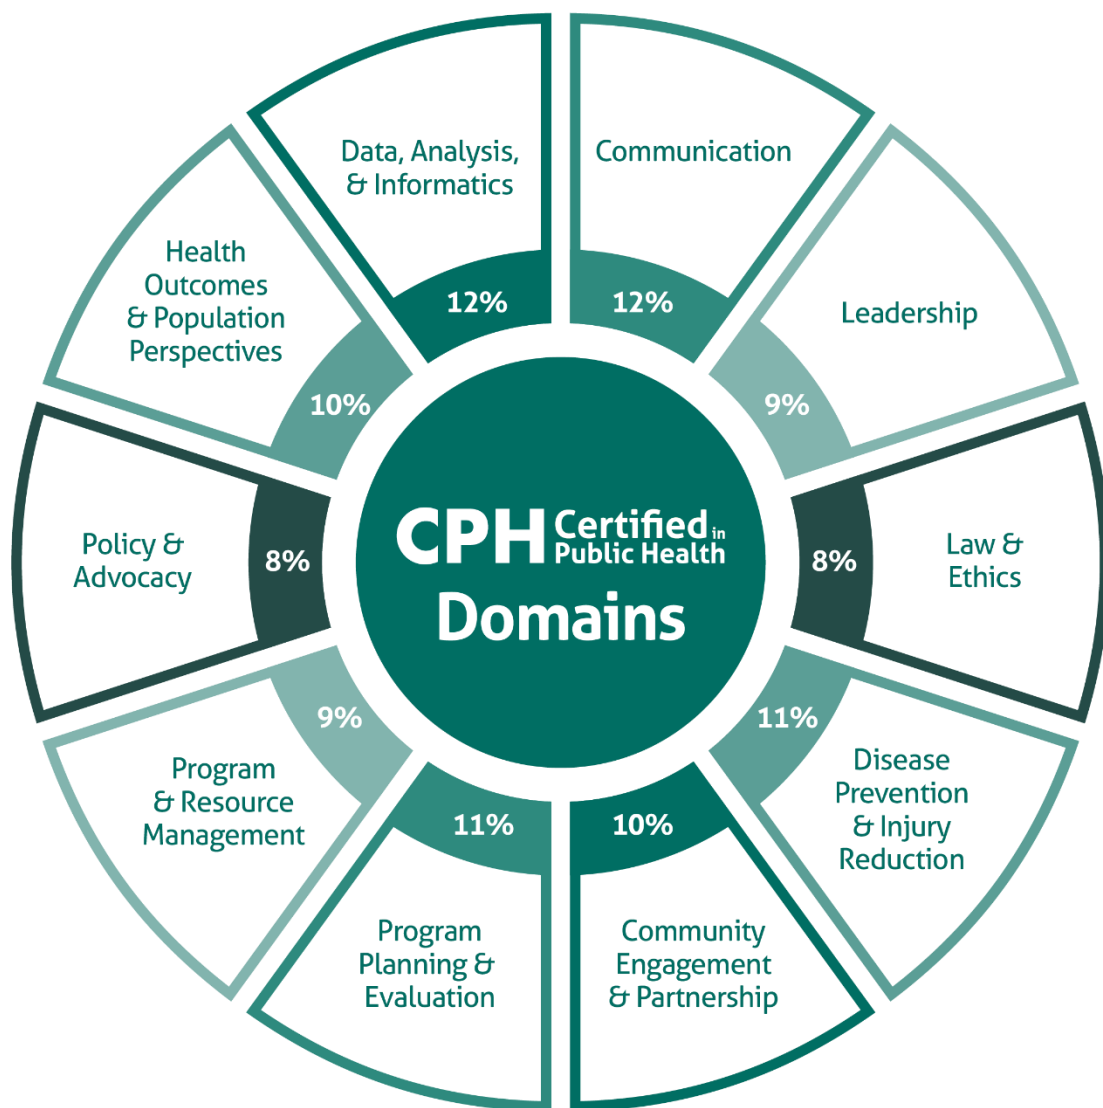 Data, Analysis,
& Informatics
12%
Communication
12%
Leadership
9%
Law &
Ethics
8%
Disease
Prevention
& Injury
Reduction
11%
Community
Engagement
& Partnership
10%
Program
Planning &
Evaluation
11%
Program
& Resource
Management
9%
Policy &
Advocacy
8%
Health
Outcomes
& Population
Perspectives
10%
CPH Certified in
Public Health
Domains